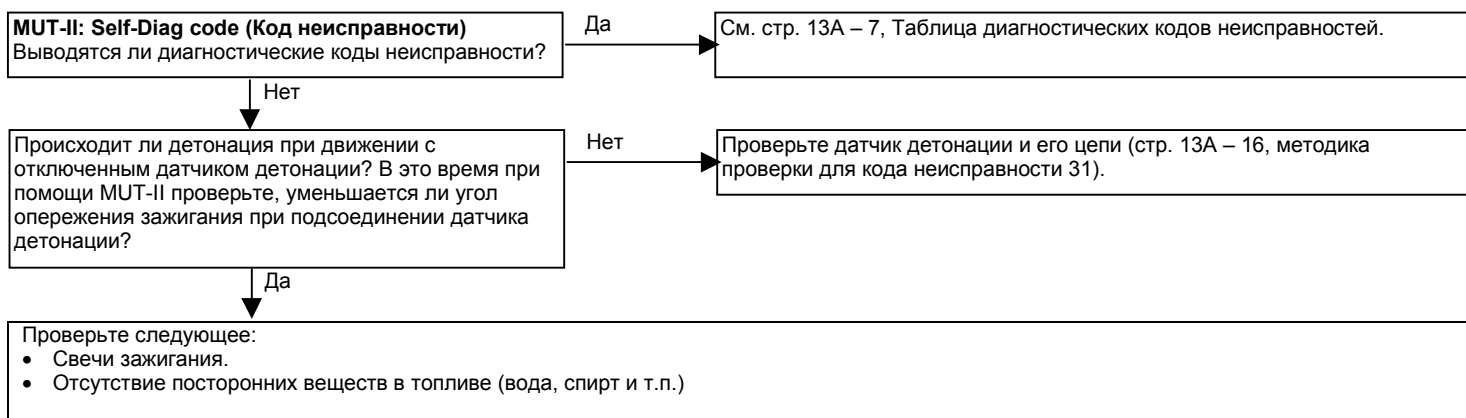 MUT-II: Self-Diag code (Код неисправности)
Выводятся ли диагностические коды неисправности?
Да
См. стр. 13A – 7, Таблица диагностических кодов неисправностей.
Нет
Происходит ли детонация при движении с
отключенным датчиком детонации? В это время при
помощи MUT-II проверьте, уменьшается ли угол
опережения зажигания при подсоединении датчика
детонации?
Нет
Проверьте датчик детонации и его цепи (стр. 13A – 16, методика
проверки для кода неисправности 31).
Да
Проверьте следующее:
• Свечи зажигания.
• Отсутствие посторонних веществ в топливе (вода, спирт и т.п.)